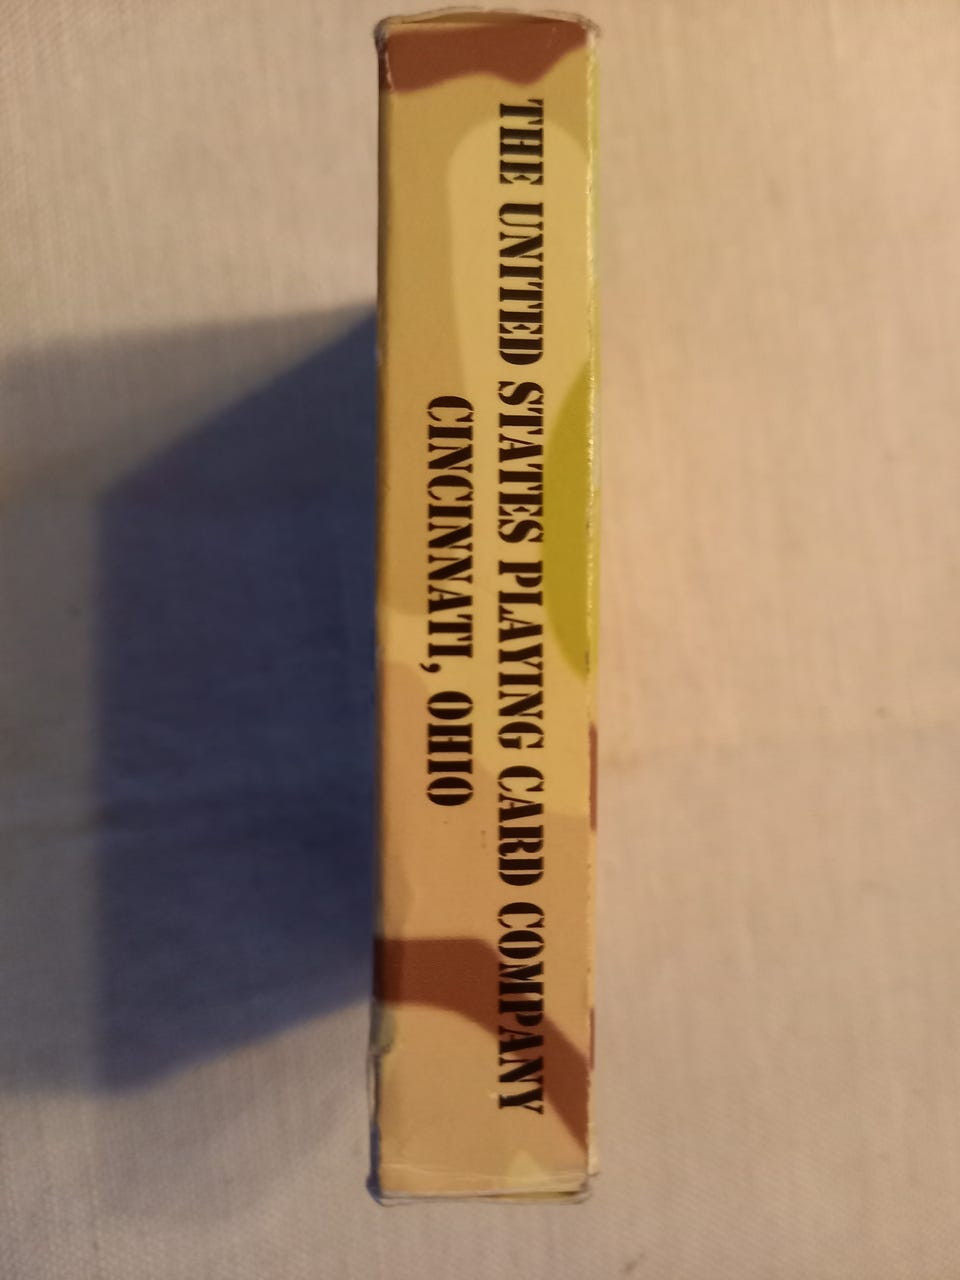 THE UNITED STATES PLAYING CARD COMPANY
CINCINNATI, OHIO